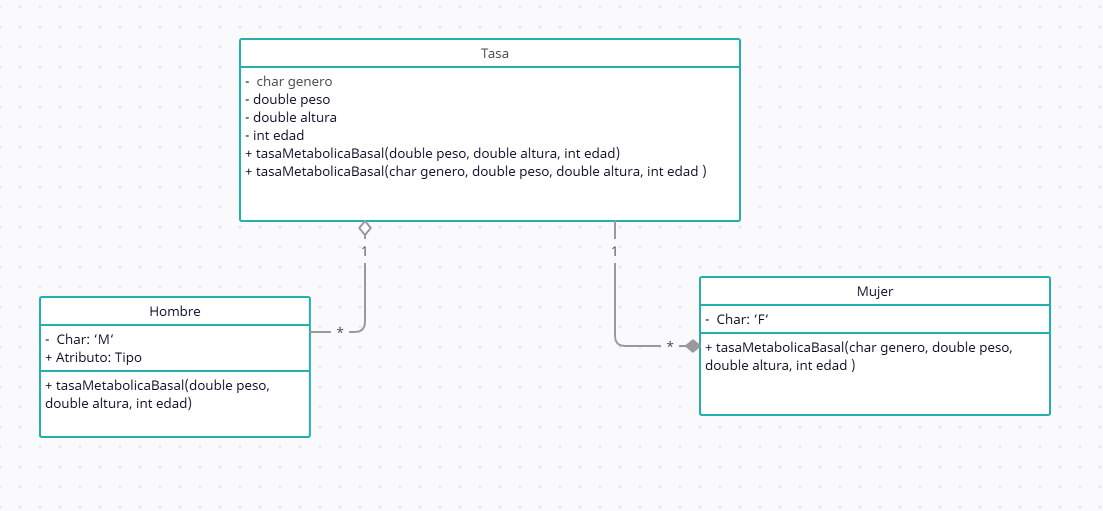 Tasa
- char genero
- double peso
- double altura
- int edad
+ tasaMetabolicaBasal(double peso, double altura, int edad)
+ tasaMetabolicaBasal(char genero, double peso, double altura, int edad )
1
1
*
*
Hombre
- Char: ‘M‘
+ Atributo: Tipo
+ tasaMetabolicaBasal(double peso,
double altura, int edad)
Mujer
- Char: ‘F‘
+ tasaMetabolicaBasal(char genero, double peso,
double altura, int edad )